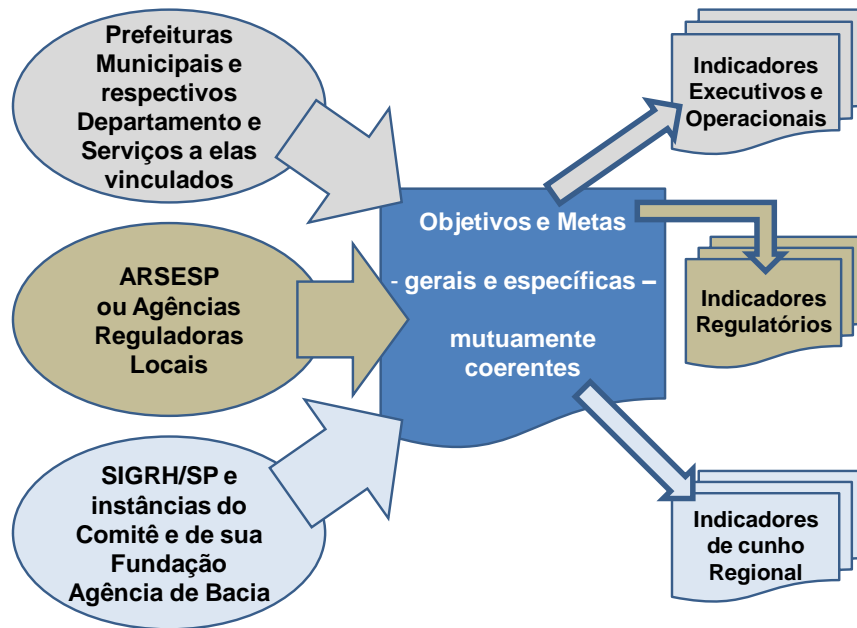 Prefeituras
Municipais e
respectivos
Departamento e
Serviços a elas
vinculados
ARSESP
ou Agências
Reguladoras
Locais
SIGRH/SP e
instâncias do
Comitê e de sua
Fundação
Agência de Bacia
Objetivos e Metas
- gerais e específicas –
mutuamente
coerentes
Indicadores
Executivos e
Operacionais
Indicadores
Regulatórios
Indicadores
de cunho
Regional